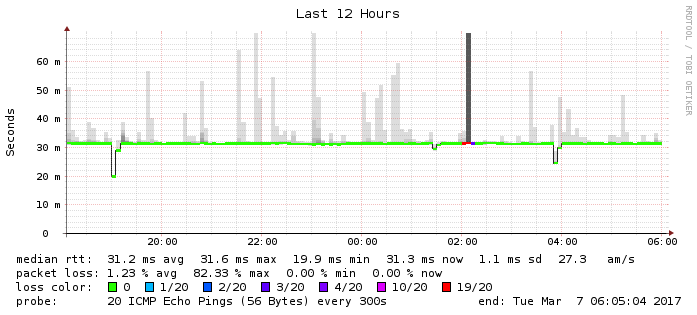 Last 12 Hours
RRDTOOL / TOBI OETIKER
Seconds
60 m
50 m
40 m
30 m
20 m
10 m
0
20:00 22:00 00:00 02:00 04:00 06:00
median rtt: 31.2 ms avg 31.6 ms max 19.9 ms min 31.3 ms now 1.1 ms sd 27.3 am/s
packet loss: 1.23 % avg 82.33 % max 0.00 % min 0.00 % now
loss color: 0 1/20 2/20 3/20 4/20 10/20 19/20
probe: 20 ICMP Echo Pings (56 Bytes) every 300s end: Tue Mar 7 06:05:04 2017